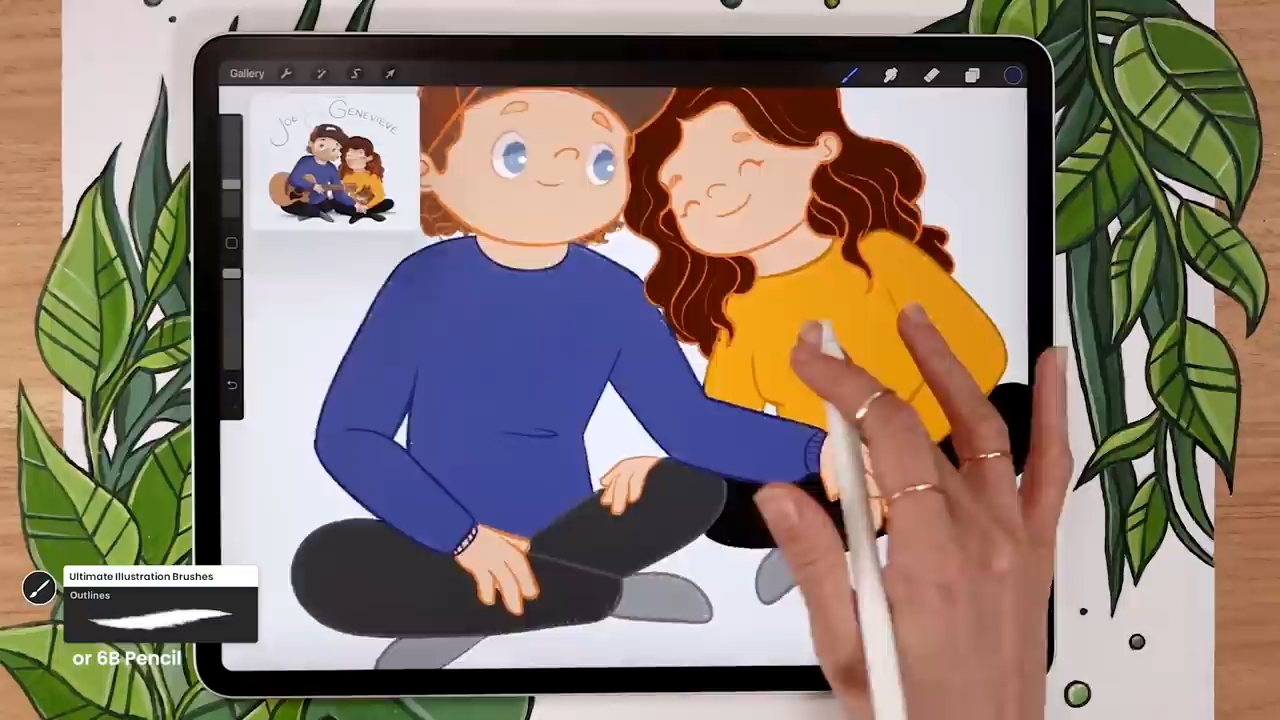 Gallery
Joe Genevieve
Ultimate Illustration Brushes
Outlines
or 6B Pencil